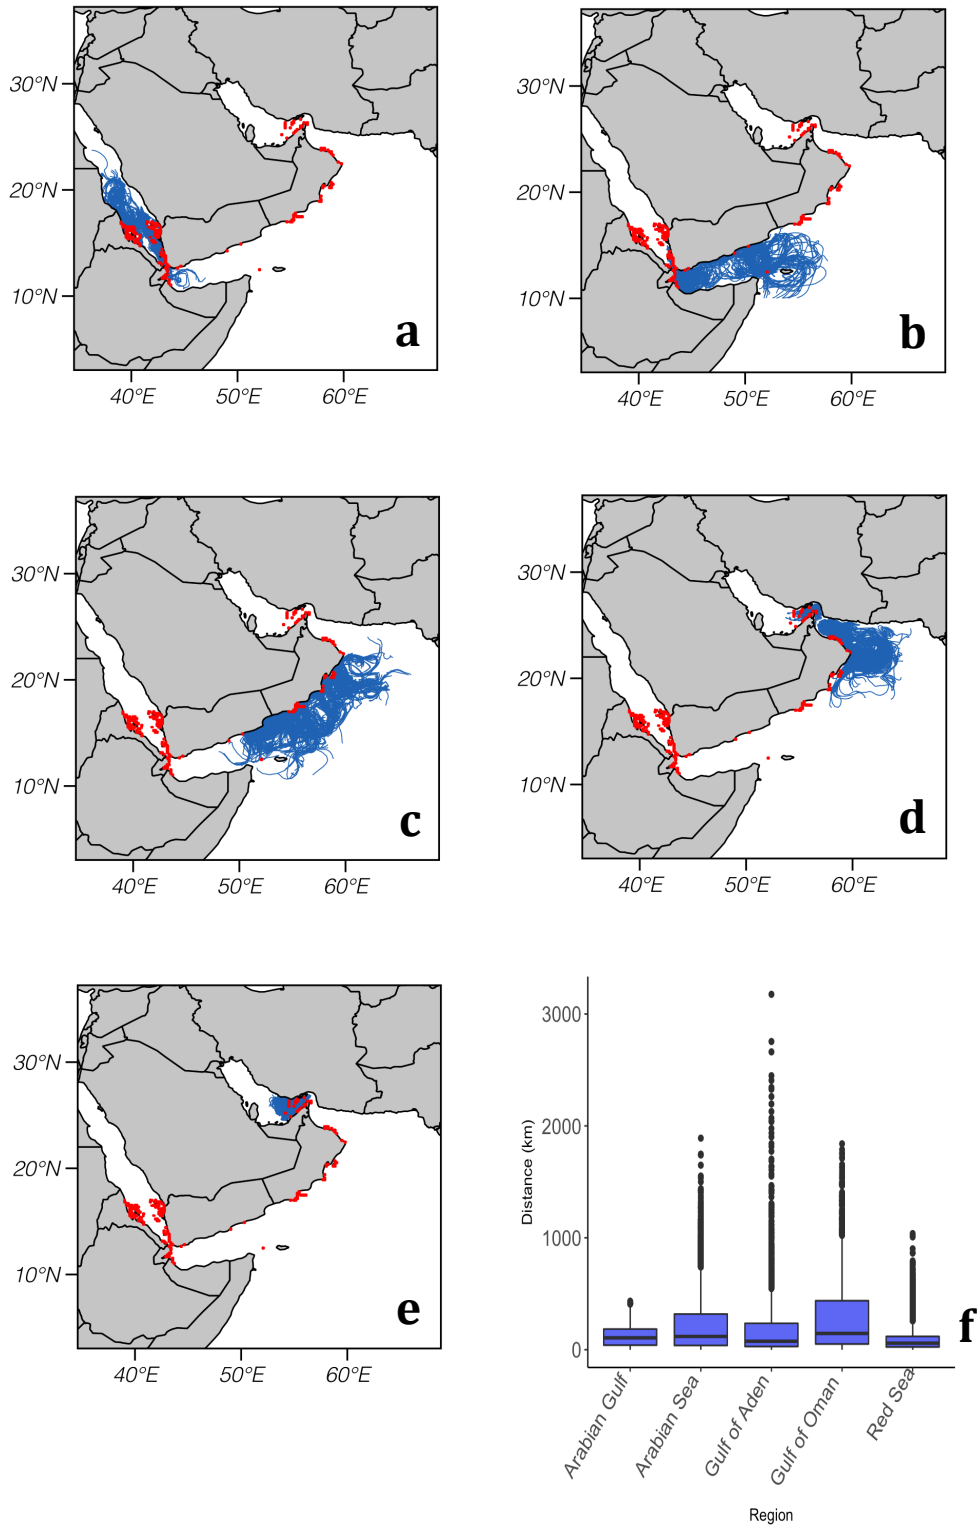 30°N
20°N
10°N
a
40°E 50°E 60°E
30°N
20°N
10°N
b
40°E 50°E 60°E
30°N
20°N
10°N
c
40°E 50°E 60°E
30°N
20°N
10°N
d
40°E 50°E 60°E
30°N
20°N
10°N
e
40°E 50°E 60°E
Distance (km)
3000
2000
1000
0
f
Arabian Gulf
Arabian Sea
Gulf of Aden
Gulf of Oman
Red Sea
Region